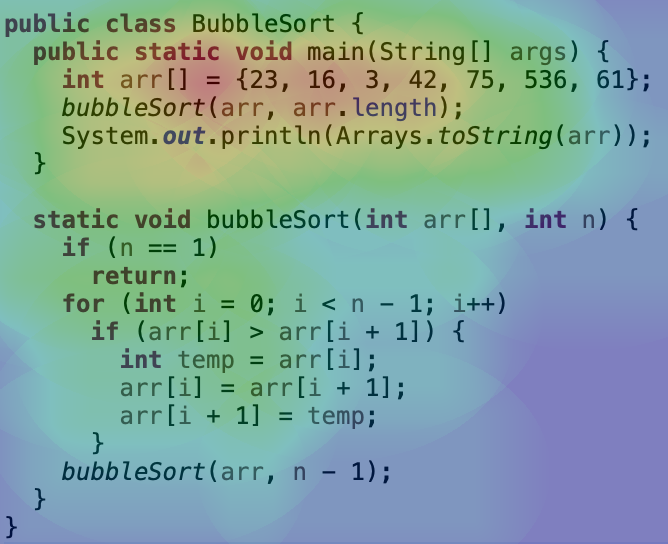 public class BubbleSort {
  public static void main(String[] args) {
    int arr[] = {23, 16, 3, 42, 75, 536, 61};
    bubbleSort(arr, arr.length);
    System.out.println(Arrays.toString(arr));
  }

  static void bubbleSort(int arr[], int n) {
    if (n == 1)
      return;
    for (int i = 0; i < n - 1; i++)
      if (arr[i] > arr[i + 1]) {
        int temp = arr[i];
        arr[i] = arr[i + 1];
        arr[i + 1] = temp;
      }
    bubbleSort(arr, n - 1);
  }
}